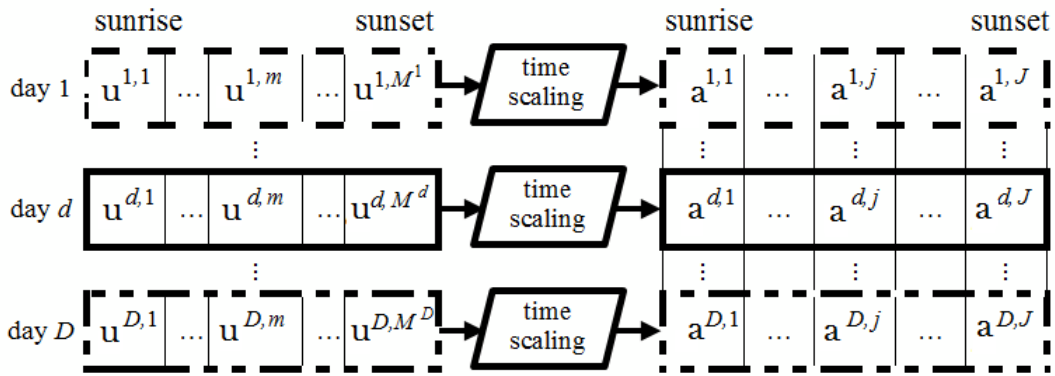 sunrise sunset sunrise sunset
day 1 u^{1,1} ... u^{1,m} ... u^{1,M^1} time scaling a^{1,1} ... a^{1,j} ... a^{1,J}
⋮ ⋮ ⋮ ⋮
day d u^{d,1} ... u^{d,m} ... u^{d,M^d} time scaling a^{d,1} ... a^{d,j} ... a^{d,J}
⋮ ⋮ ⋮ ⋮
day D u^{D,1} ... u^{D,m} ... u^{D,M^D} time scaling a^{D,1} ... a^{D,j} ... a^{D,J}